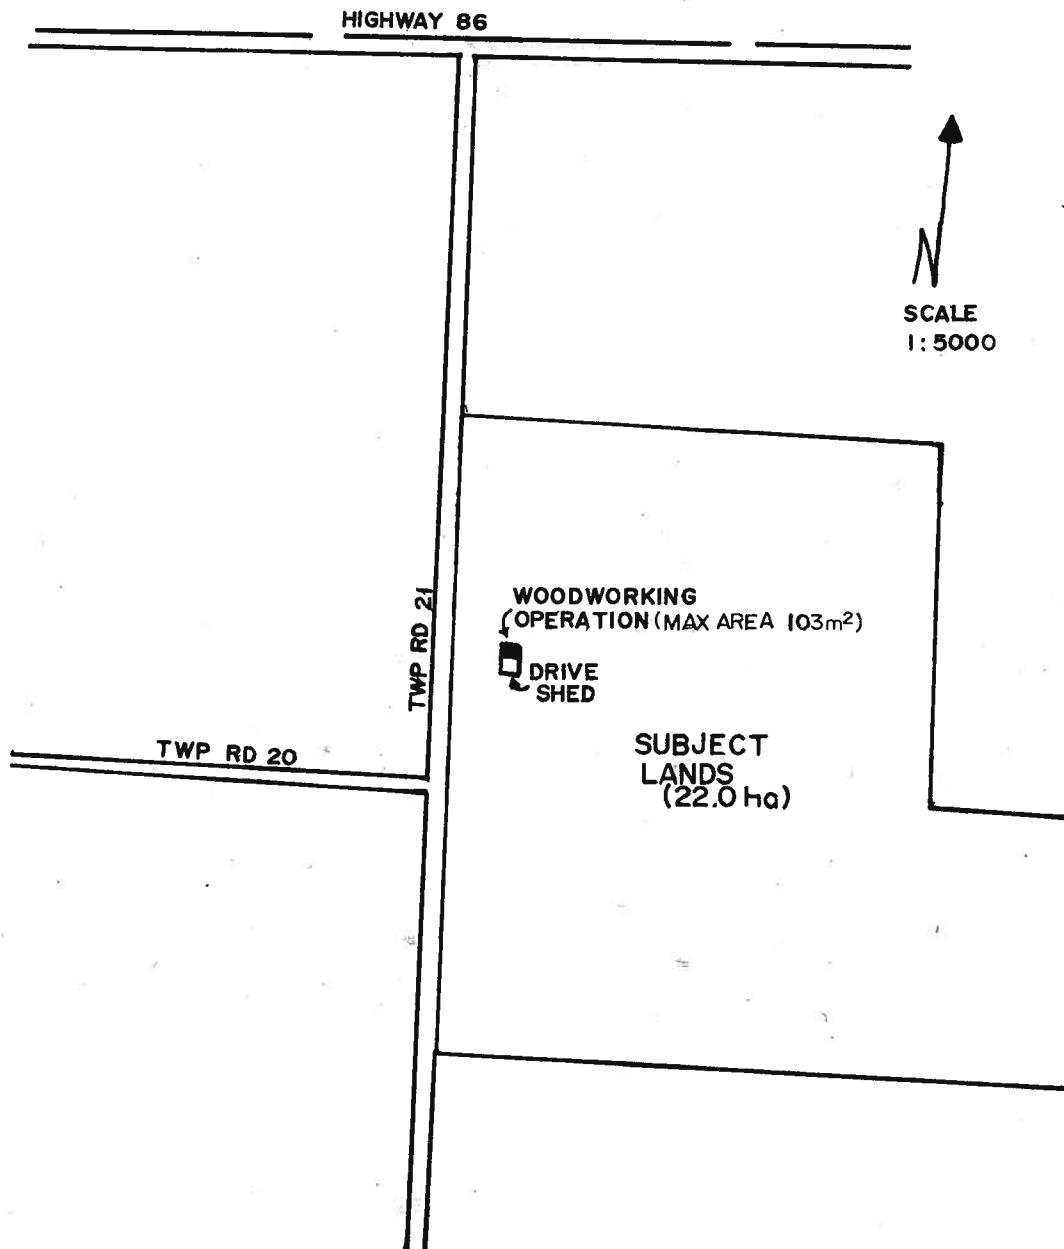 HIGHWAY 86
N
SCALE
1:5000
WOODWORKING
OPERATION (MAX AREA 103m²)
TWP RD 21
DRIVE
SHED
SUBJECT
LANDS
(22.0 ha)
TWP RD 20